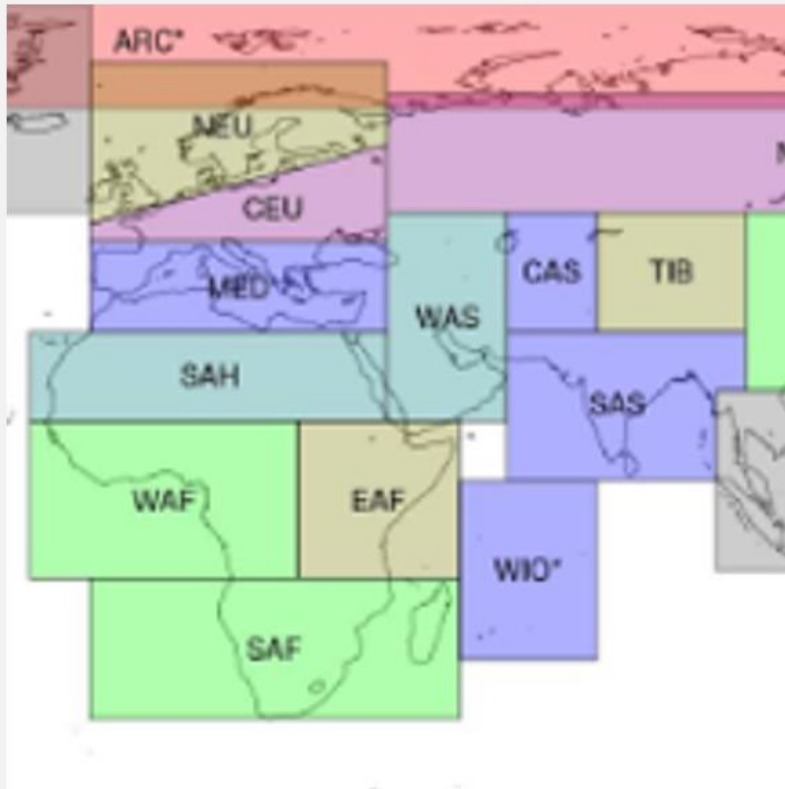 ARC*
NEU
N
CEU
CAS
TIB
MED
WAS
SAH
SAS
WAF
EAF
WIO*
SAF